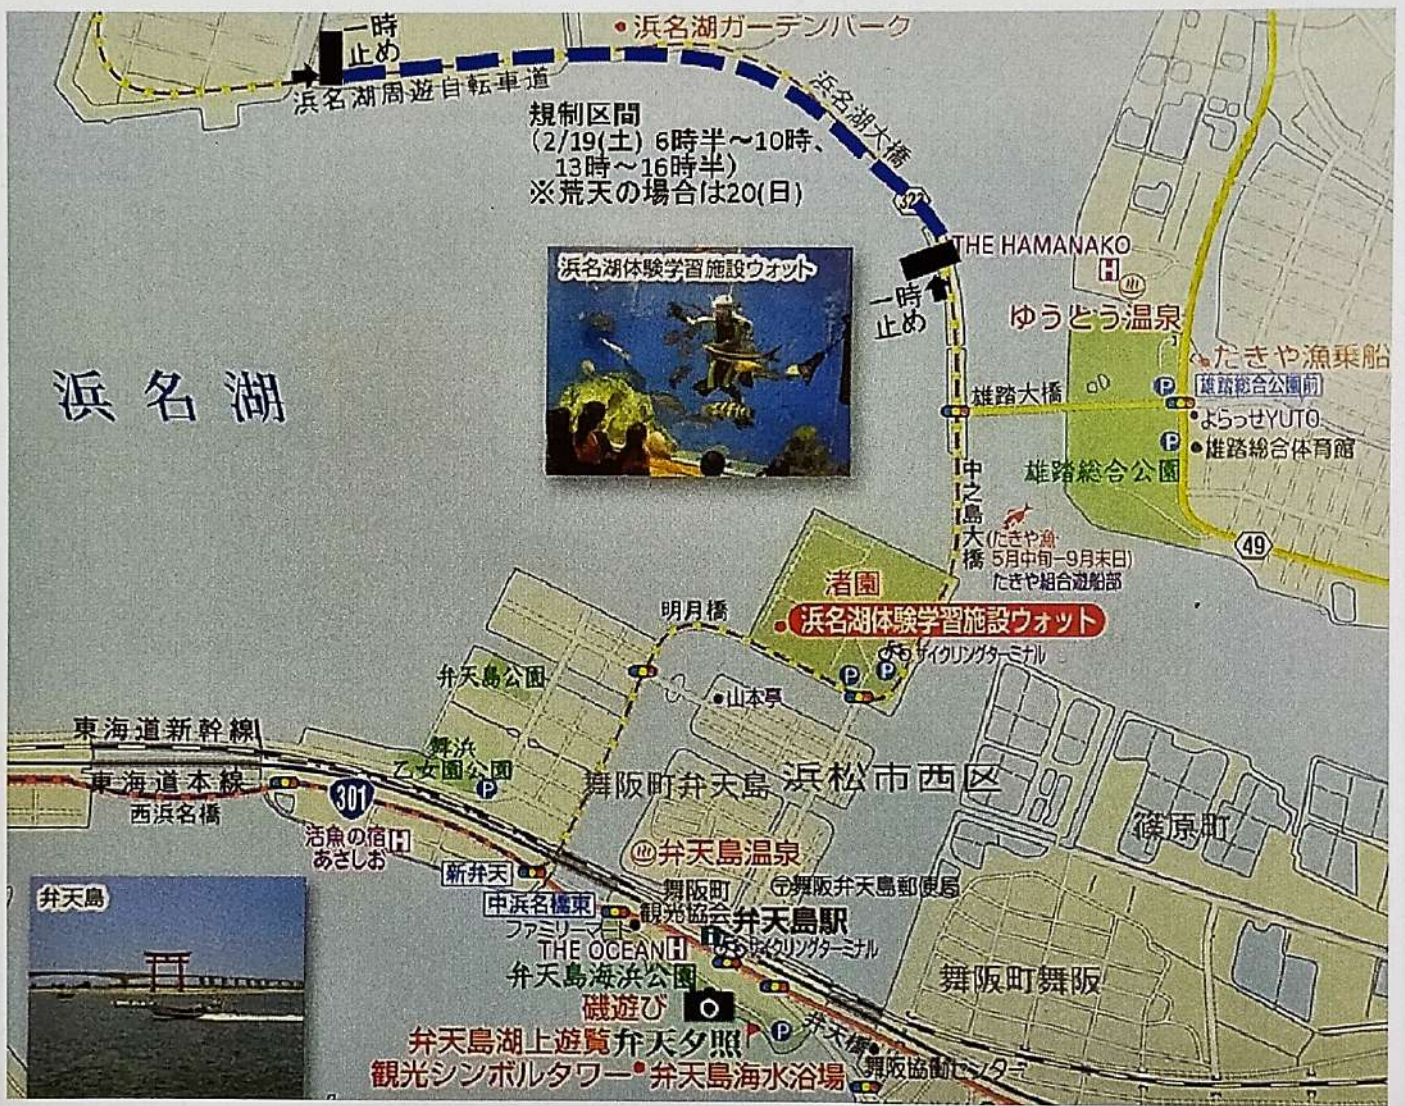 一時
止め
浜名湖ガーデンパーク
浜名湖周遊自転車道
浜名湖大橋
規制区間
(2/19(土) 6時半～10時、
13時～16時半)
※荒天の場合は20(日)
323
THE HAMANAKO
H
一時
止め
ゆうとう温泉
浜名湖体験学習施設ウォット
たきや漁乗船
浜名湖
雄踏大橋
P
雄踏総合公園前
よらっせYUTO
P
雄踏総合体育館
雄踏総合公園
中之島大橋
49
(たきや漁
5月中旬-9月末日)
たきや組合遊船部
渚園
明月橋
浜名湖体験学習施設ウォット
サイクリングターミナル
P
P
弁天島公園
山本亭
東海道新幹線
舞浜
乙女園公園
P
東海道本線
西浜名橋
301
舞阪町弁天島
浜松市西区
篠原町
活魚の宿
あさしお
H
新弁天
弁天島温泉
中浜名橋東
舞阪町
観光協会
舞阪弁天島郵便局
弁天島
ファミリーマート
弁天島駅
THE OCEAN
H
サイクリングターミナル
弁天島海浜公園
舞阪町舞阪
磯遊び
弁天島湖上遊覧
弁天夕照
P
弁天橋
観光シンボルタワー
弁天島海水浴場
舞阪協働センター